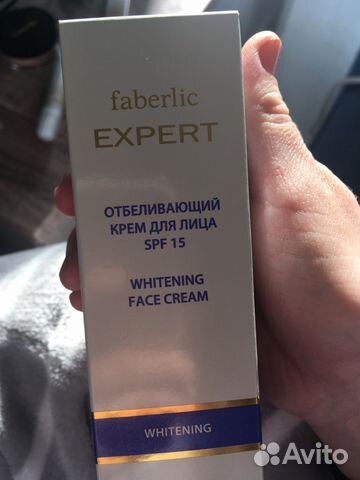 faberlic
EXPERT
ОТБЕЛИВАЮЩИЙ
КРЕМ ДЛЯ ЛИЦА
SPF 15
WHITENING
FACE CREAM
WHITENING
Avito